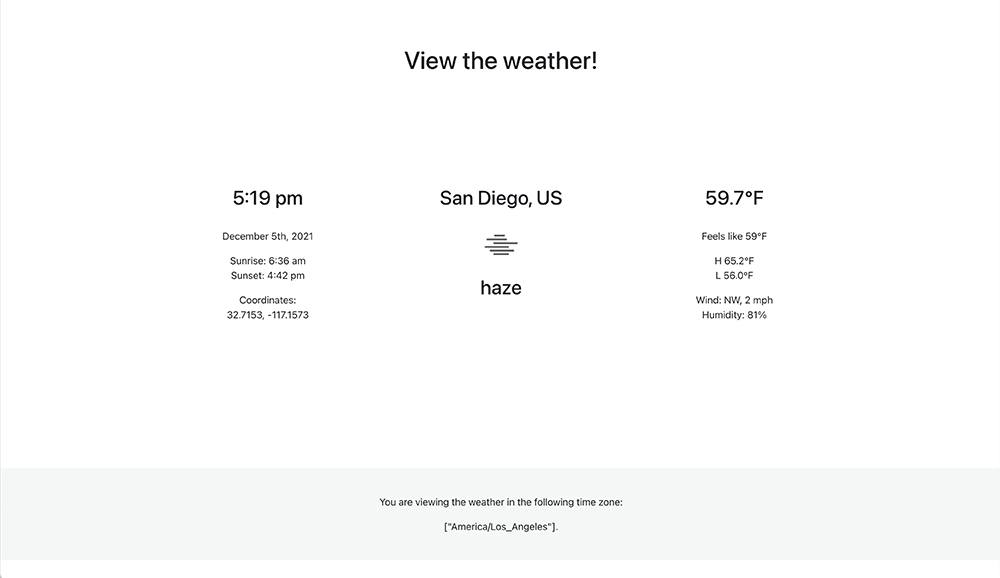 View the weather!
5:19 pm
December 5th, 2021
Sunrise: 6:36 am
Sunset: 4:42 pm
Coordinates:
32.7153, -117.1573
San Diego, US
haze
59.7°F
Feels like 59°F
H 65.2°F
L 56.0°F
Wind: NW, 2 mph
Humidity: 81%
You are viewing the weather in the following time zone:
["America/Los_Angeles"].